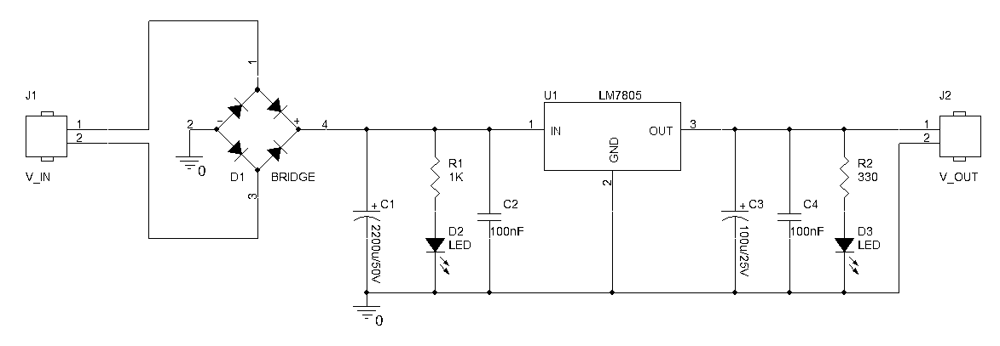 J1
1
2
V_IN
1
2
-
+
4
0
D1
BRIDGE
3
C1
+
2200u/50V
R1
1K
D2
LED
C2
100nF
0
U1
LM7805
1
IN
OUT
3
GND
2
C3
+
100u/25V
C4
100nF
R2
330
D3
LED
J2
1
2
V_OUT